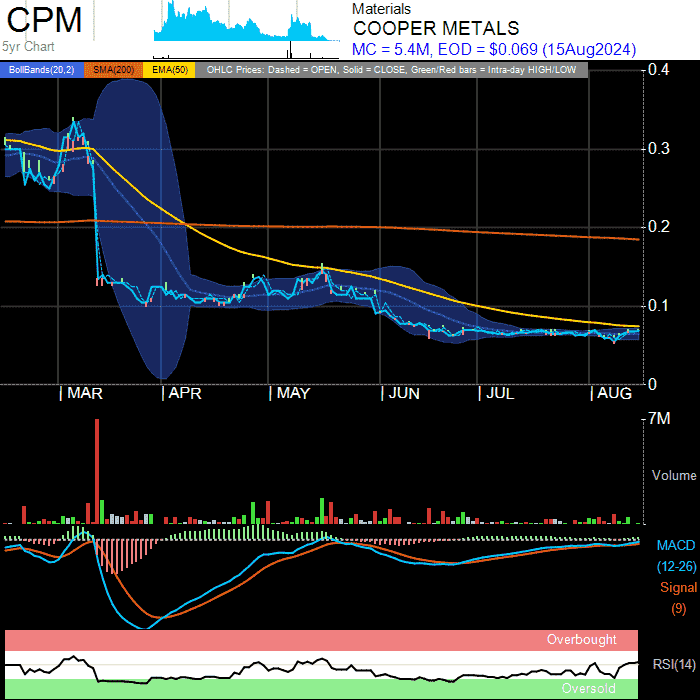 CPM
5yr Chart
Materials
COOPER METALS
MC = 5.4M, EOD = $0.069 (15Aug2024)
BollBands(20,2) SMA(200) EMA(50) OHLC Prices: Dashed = OPEN, Solid = CLOSE, Green/Red bars = Intra-day HIGH/LOW
0.4
0.3
0.2
0.1
0
MAR APR MAY JUN JUL AUG
7M
Volume
MACD
(12-26)
Signal
(9)
Overbought
RSI(14)
Oversold